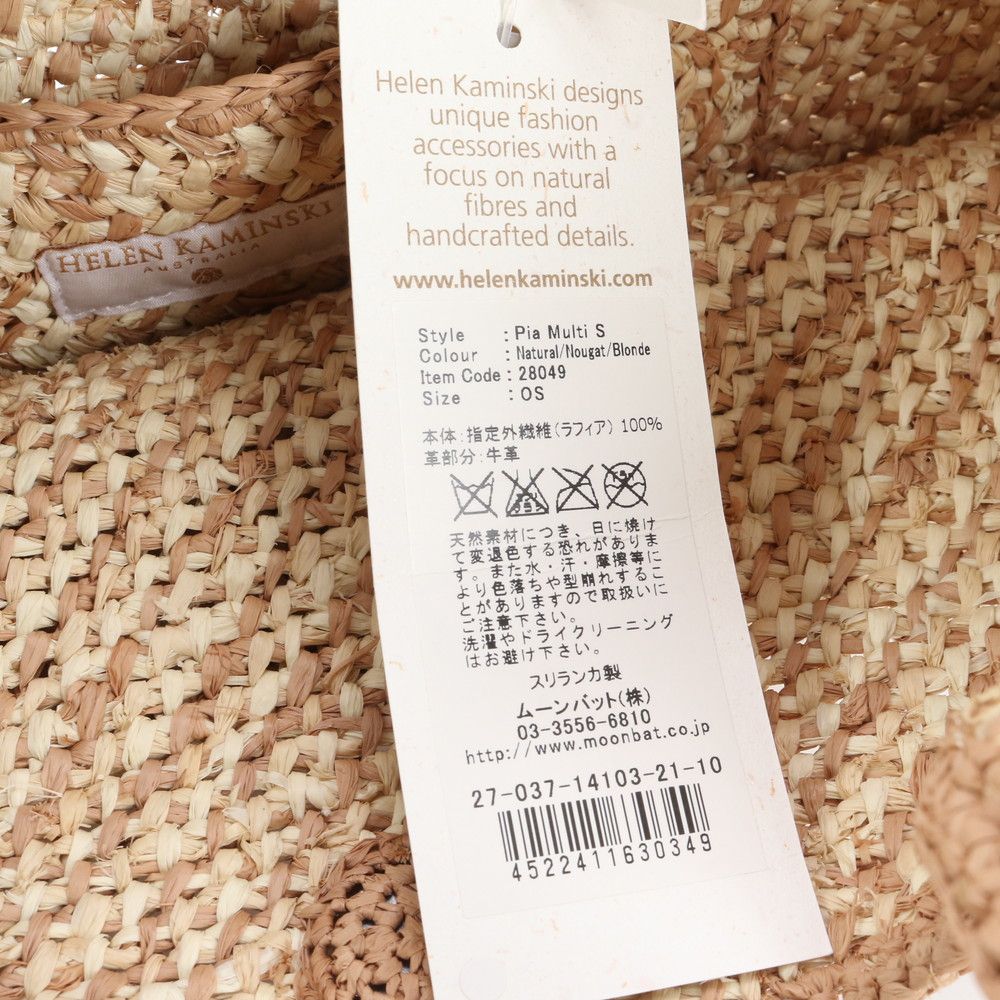 Helen Kaminski designs
unique fashion
accessories with a
focus on natural
fibres and
handcrafted details.
www.helenkaminski.com
HELEN KAMINSKI
AUSTRALIA
Style : Pia Multi S
Colour : Natural/Nougat/Blonde
Item Code : 28049
Size : OS
本体:指定外繊維(ラフィア) 100%
革部分:牛革
天然素材につき、日に焼け
て変退色する恐れがありま
す。また水・汗・摩擦等に
より色落ちや型崩れするこ
とがありますので取扱いに
ご注意下さい。
洗濯やドライクリーニング
はお避け下さい。
スリランカ製
ムーンバット(株)
03-3556-6810
http://www.moonbat.co.jp
27-037-14103-21-10
4522411630349